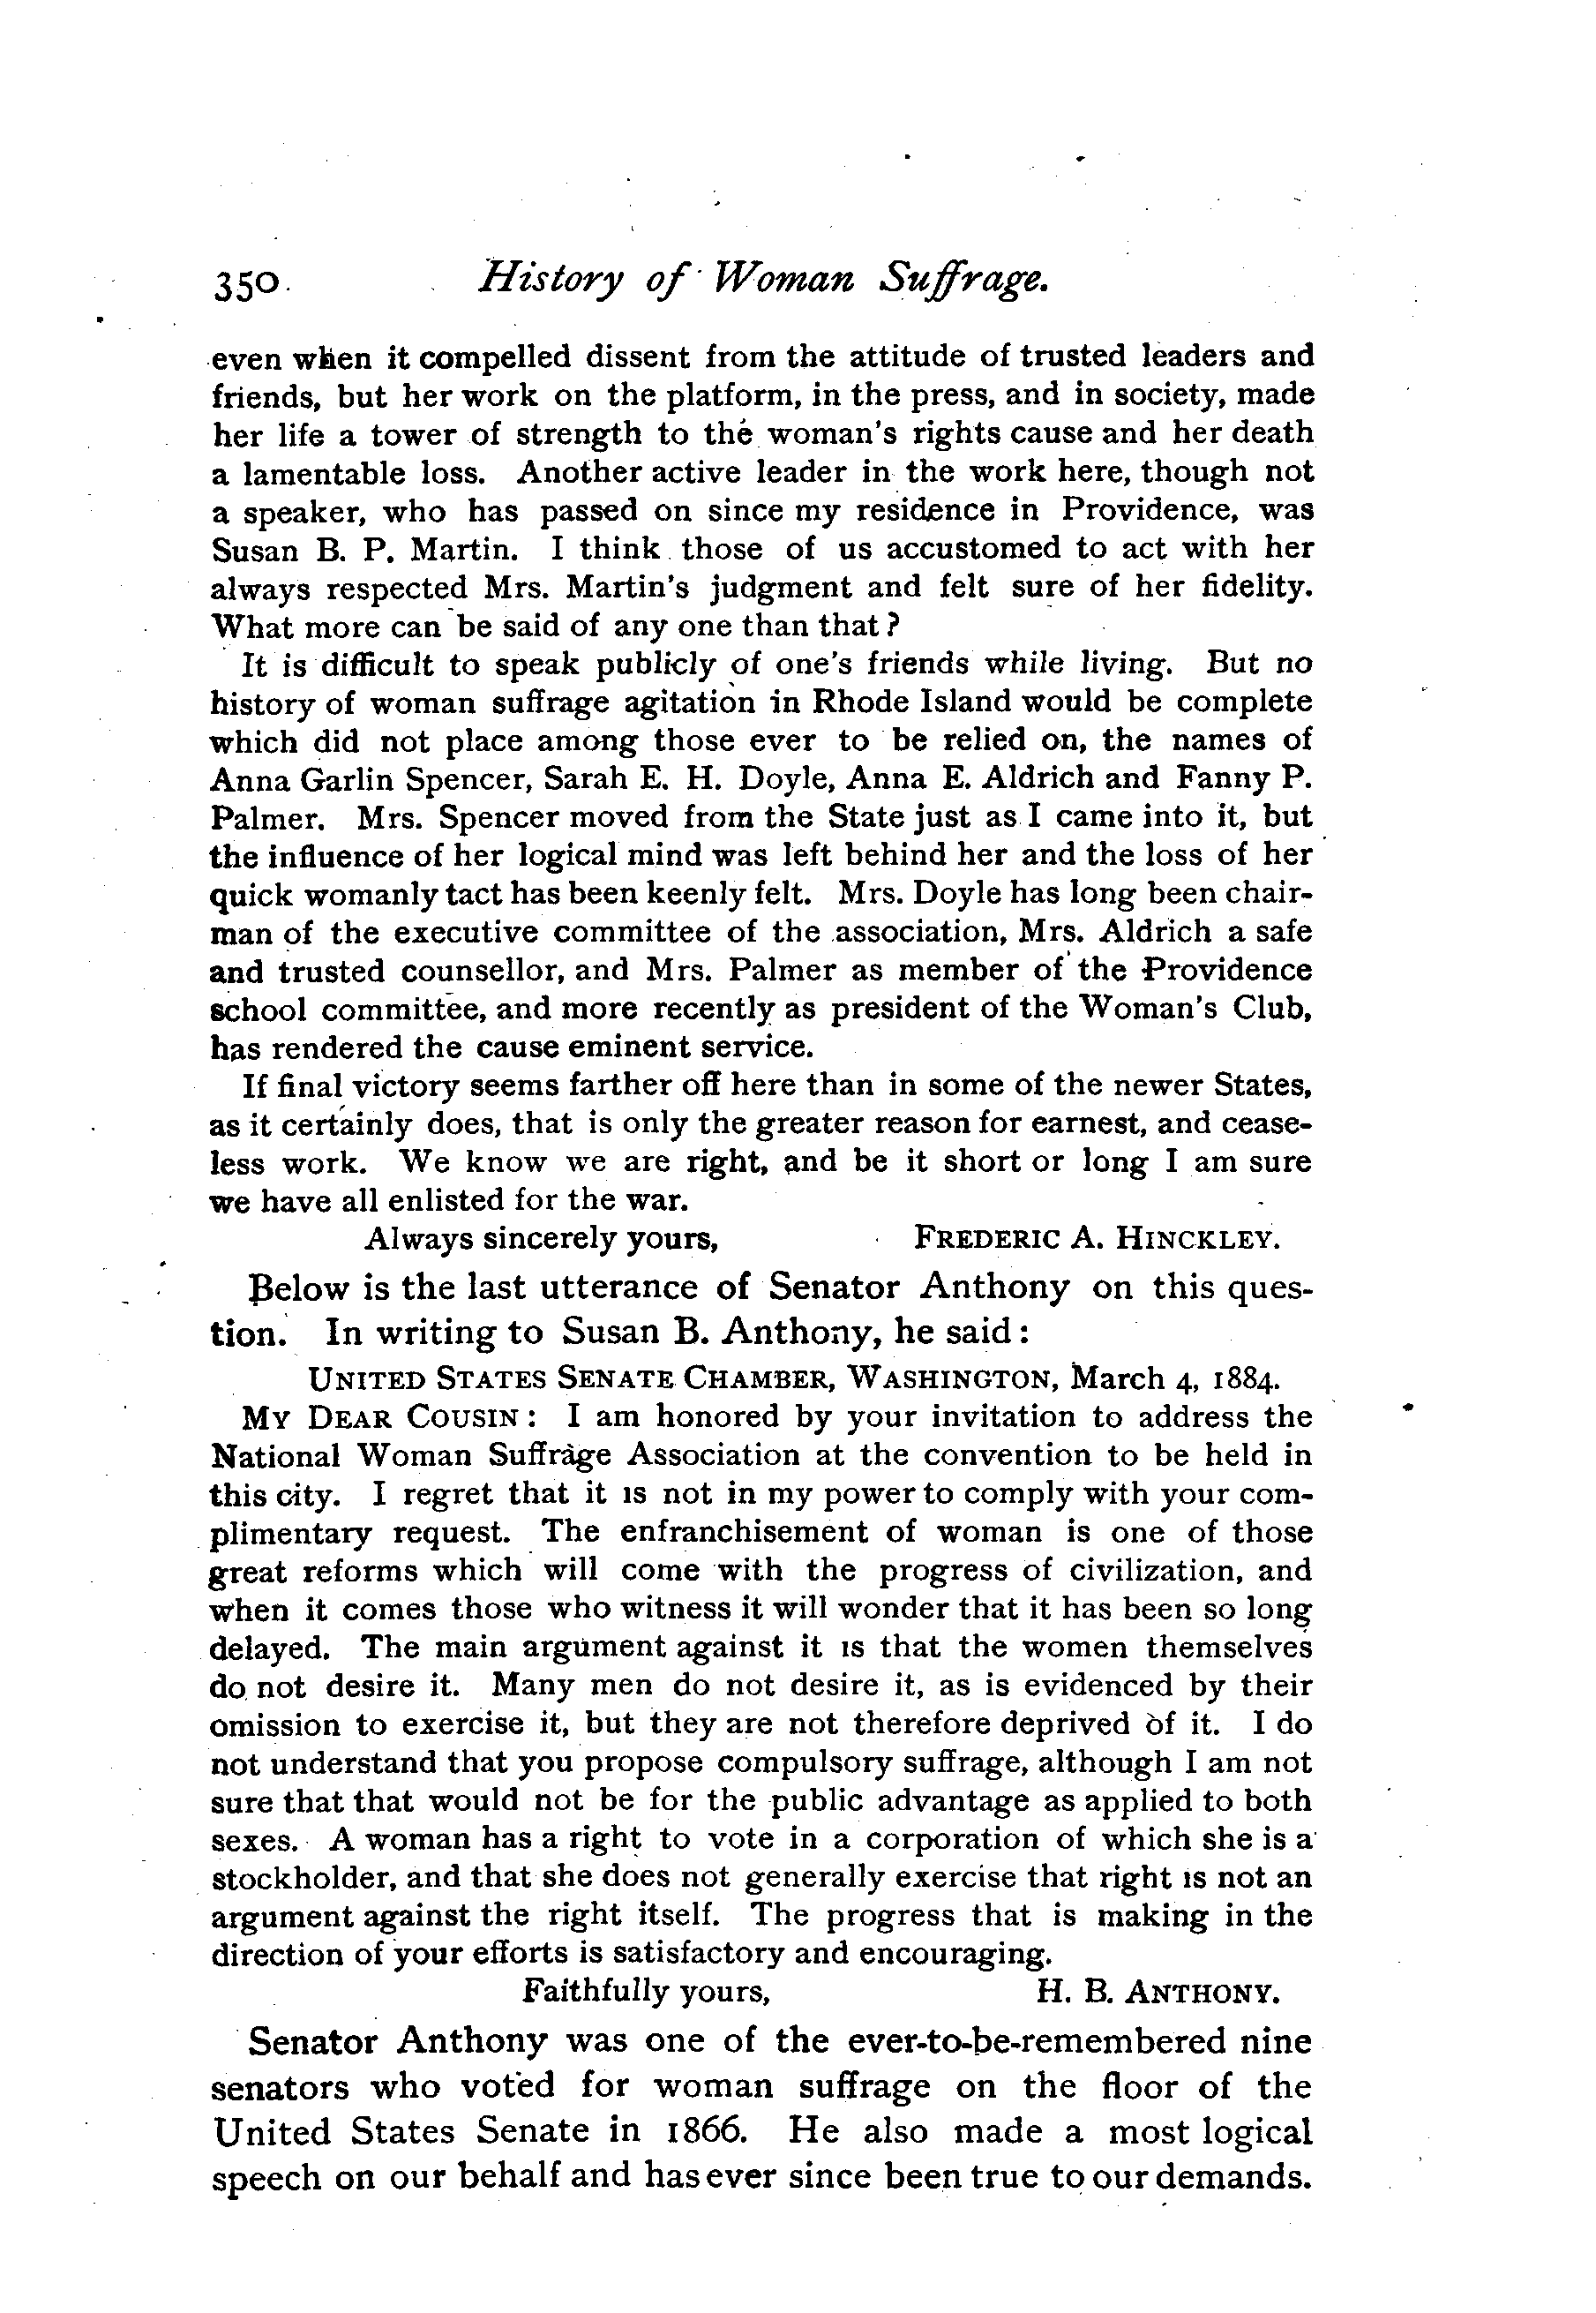 350 History of Woman Suffrage.
even when it compelled dissent from the attitude of trusted leaders and
friends, but her work on the platform, in the press, and in society, made
her life a tower of strength to the woman's rights cause and her death
a lamentable loss. Another active leader in the work here, though not
a speaker, who has passed on since my residence in Providence, was
Susan B. P. Martin. I think those of us accustomed to act with her
always respected Mrs. Martin's judgment and felt sure of her fidelity.
What more can be said of any one than that?
It is difficult to speak publicly of one's friends while living. But no
history of woman suffrage agitation in Rhode Island would be complete
which did not place among those ever to be relied on, the names of
Anna Garlin Spencer, Sarah E. H. Doyle, Anna E. Aldrich and Fanny P.
Palmer. Mrs. Spencer moved from the State just as I came into it, but
the influence of her logical mind was left behind her and the loss of her
quick womanly tact has been keenly felt. Mrs. Doyle has long been chair-
man of the executive committee of the association, Mrs. Aldrich a safe
and trusted counsellor, and Mrs. Palmer as member of the Providence
school committee, and more recently as president of the Woman's Club,
has rendered the cause eminent service.
If final victory seems farther off here than in some of the newer States,
as it certainly does, that is only the greater reason for earnest, and cease-
less work. We know we are right, and be it short or long I am sure
we have all enlisted for the war.
Always sincerely yours, FREDERIC A. HINCKLEY.
Below is the last utterance of Senator Anthony on this ques-
tion. In writing to Susan B. Anthony, he said:
UNITED STATES SENATE CHAMBER, WASHINGTON, March 4, 1884.
MY DEAR COUSIN: I am honored by your invitation to address the
National Woman Suffrage Association at the convention to be held in
this city. I regret that it is not in my power to comply with your com-
plimentary request. The enfranchisement of woman is one of those
great reforms which will come with the progress of civilization, and
when it comes those who witness it will wonder that it has been so long
delayed. The main argument against it is that the women themselves
do not desire it. Many men do not desire it, as is evidenced by their
omission to exercise it, but they are not therefore deprived of it. I do
not understand that you propose compulsory suffrage, although I am not
sure that that would not be for the public advantage as applied to both
sexes. A woman has a right to vote in a corporation of which she is a
stockholder, and that she does not generally exercise that right is not an
argument against the right itself. The progress that is making in the
direction of your efforts is satisfactory and encouraging.
Faithfully yours, H. B. ANTHONY.
Senator Anthony was one of the ever-to-be-remembered nine
senators who voted for woman suffrage on the floor of the
United States Senate in 1866. He also made a most logical
speech on our behalf and has ever since been true to our demands.